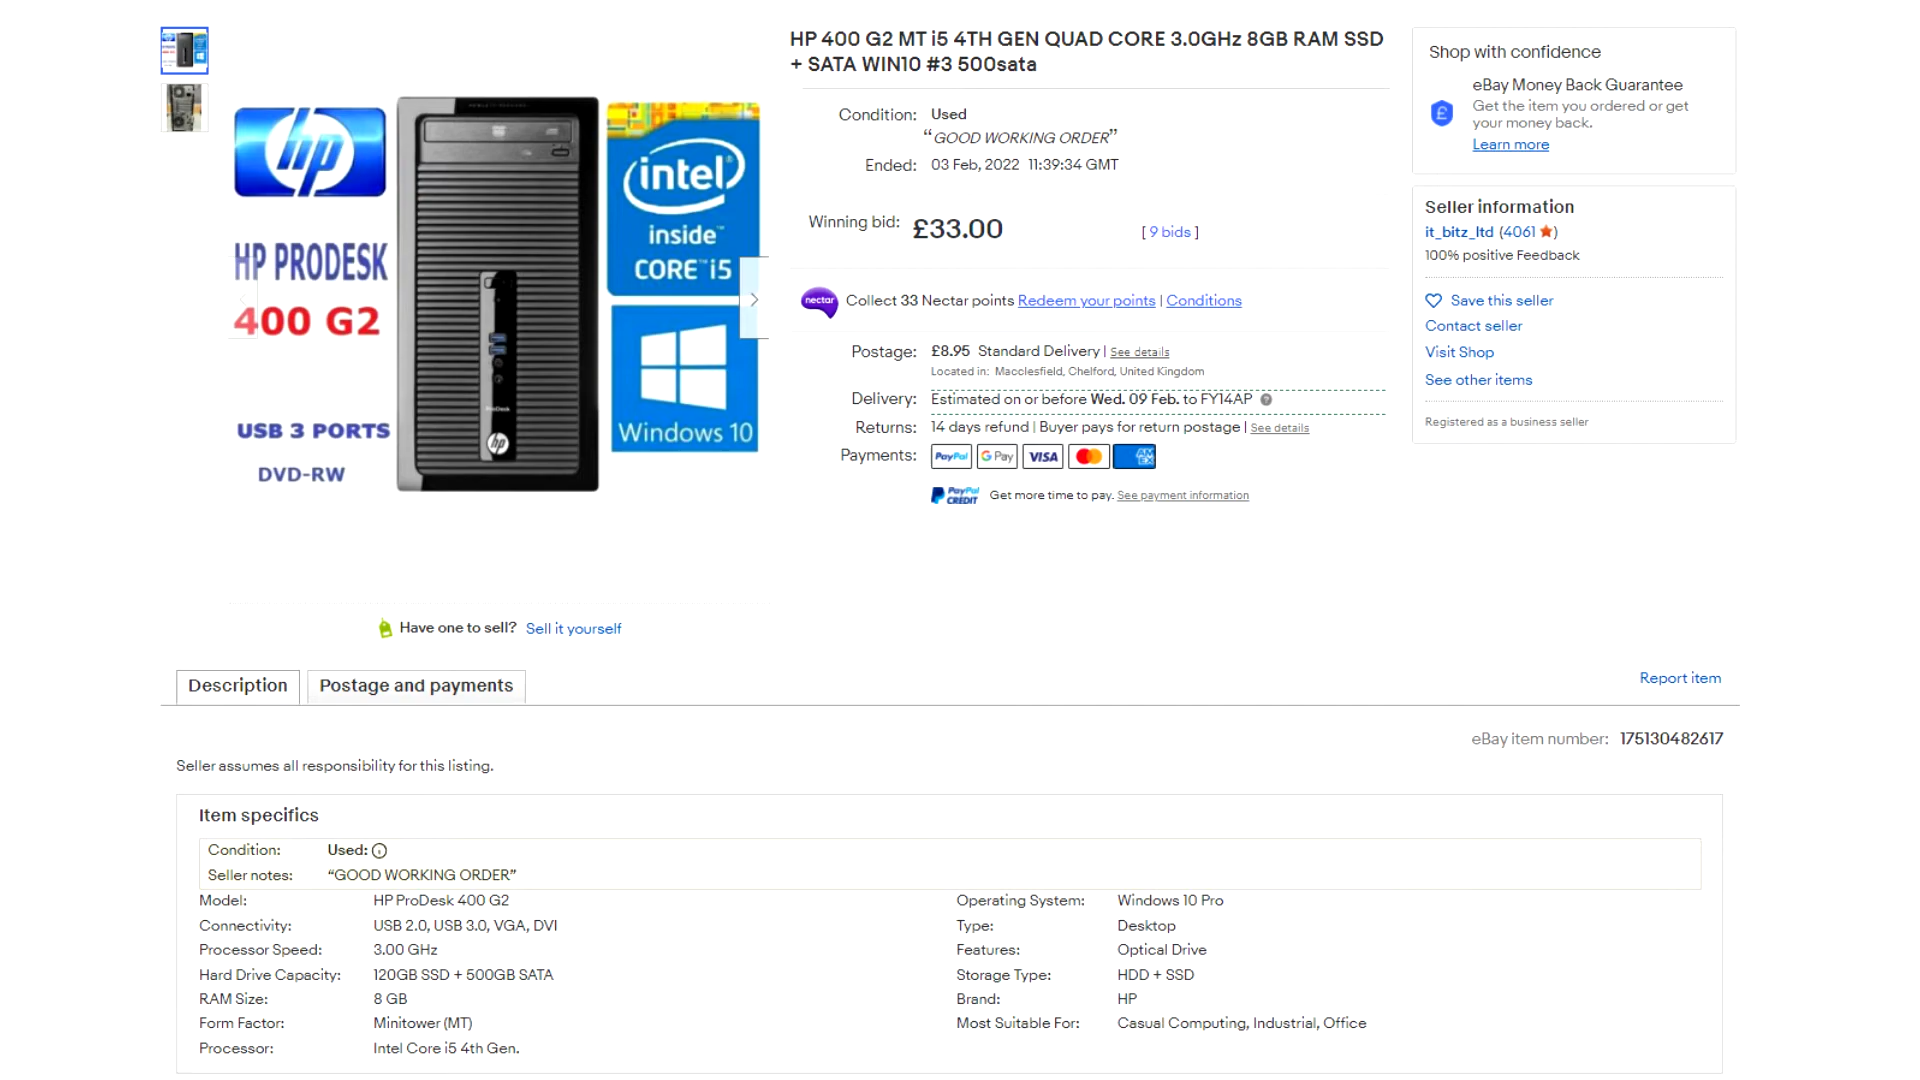 HP 400 G2 MT i5 4TH GEN QUAD CORE 3.0GHz 8GB RAM SSD
+ SATA WIN10 #3 500sata
Condition: Used
“GOOD WORKING ORDER”
Ended: 03 Feb, 2022 11:39:34 GMT
Winning bid: £33.00 [ 9 bids ]
nectar Collect 33 Nectar points Redeem your points | Conditions
Postage: £8.95 Standard Delivery | See details
Located in: Macclesfield, Chelford, United Kingdom
Delivery: Estimated on or before Wed. 09 Feb. to FY14AP
Returns: 14 days refund | Buyer pays for return postage | See details
Payments: PayPal G Pay VISA AMEX
PayPal CREDIT Get more time to pay. See payment information
hp
HP PRODESK
400 G2
USB 3 PORTS
DVD-RW
ProDesk
hp
intel®
inside™
CORE™i5
Windows 10
Shop with confidence
eBay Money Back Guarantee
Get the item you ordered or get
your money back.
Learn more
Seller information
it_bitz_ltd (4061)
100% positive Feedback
Save this seller
Contact seller
Visit Shop
See other items
Registered as a business seller
Have one to sell? Sell it yourself
Description Postage and payments
Report item
eBay item number: 175130482617
Seller assumes all responsibility for this listing.
Item specifics
Condition: Used:
Seller notes: “GOOD WORKING ORDER”
Model: HP ProDesk 400 G2 Operating System: Windows 10 Pro
Connectivity: USB 2.0, USB 3.0, VGA, DVI Type: Desktop
Processor Speed: 3.00 GHz Features: Optical Drive
Hard Drive Capacity: 120GB SSD + 500GB SATA Storage Type: HDD + SSD
RAM Size: 8 GB Brand: HP
Form Factor: Minitower (MT) Most Suitable For: Casual Computing, Industrial, Office
Processor: Intel Core i5 4th Gen.